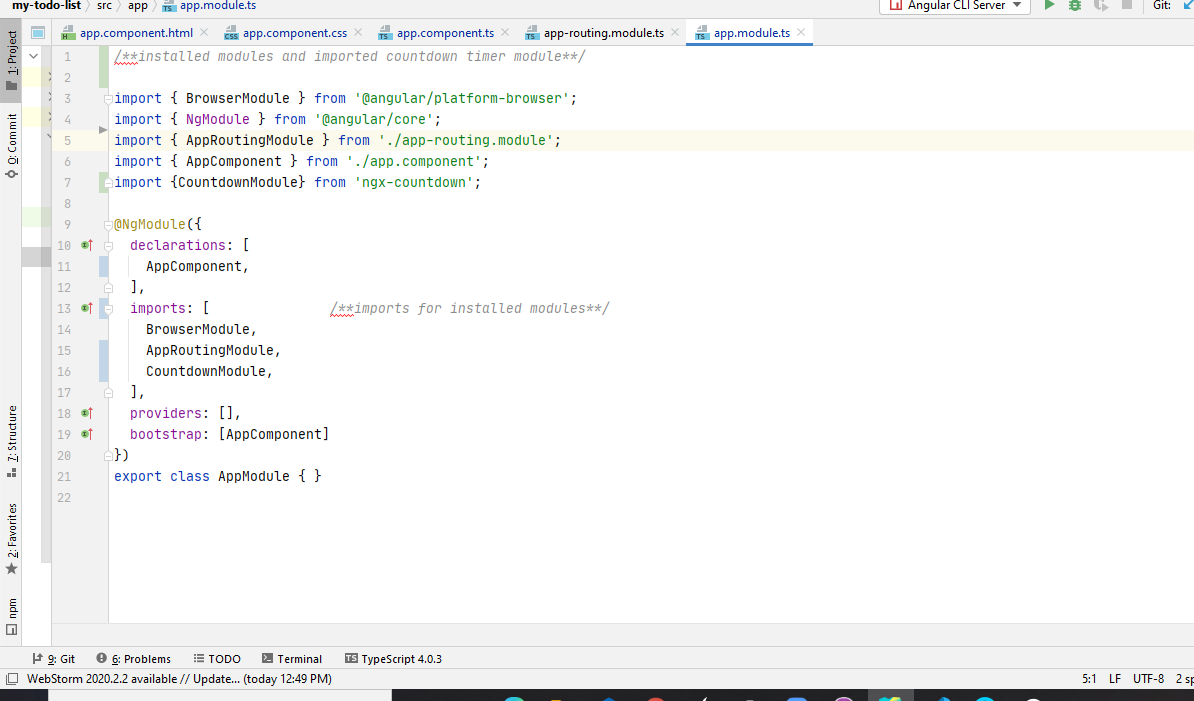 my-todo-list src app app.module.ts Angular CLI Server Git:
app.component.html app.component.css app.component.ts app-routing.module.ts app.module.ts
1: Project
0: Commit
7: Structure
2: Favorites
npm
1 /**installed modules and imported countdown timer module**/
2
3 import { BrowserModule } from '@angular/platform-browser';
4 import { NgModule } from '@angular/core';
5 import { AppRoutingModule } from './app-routing.module';
6 import { AppComponent } from './app.component';
7 import {CountdownModule} from 'ngx-countdown';
8
9 @NgModule({
10 declarations: [
11 AppComponent,
12 ],
13 imports: [ /**imports for installed modules**/
14 BrowserModule,
15 AppRoutingModule,
16 CountdownModule,
17 ],
18 providers: [],
19 bootstrap: [AppComponent]
20 })
21 export class AppModule { }
22
9: Git 6: Problems TODO Terminal TypeScript 4.0.3
WebStorm 2020.2.2 available // Update... (today 12:49 PM) 5:1 LF UTF-8 2 sp